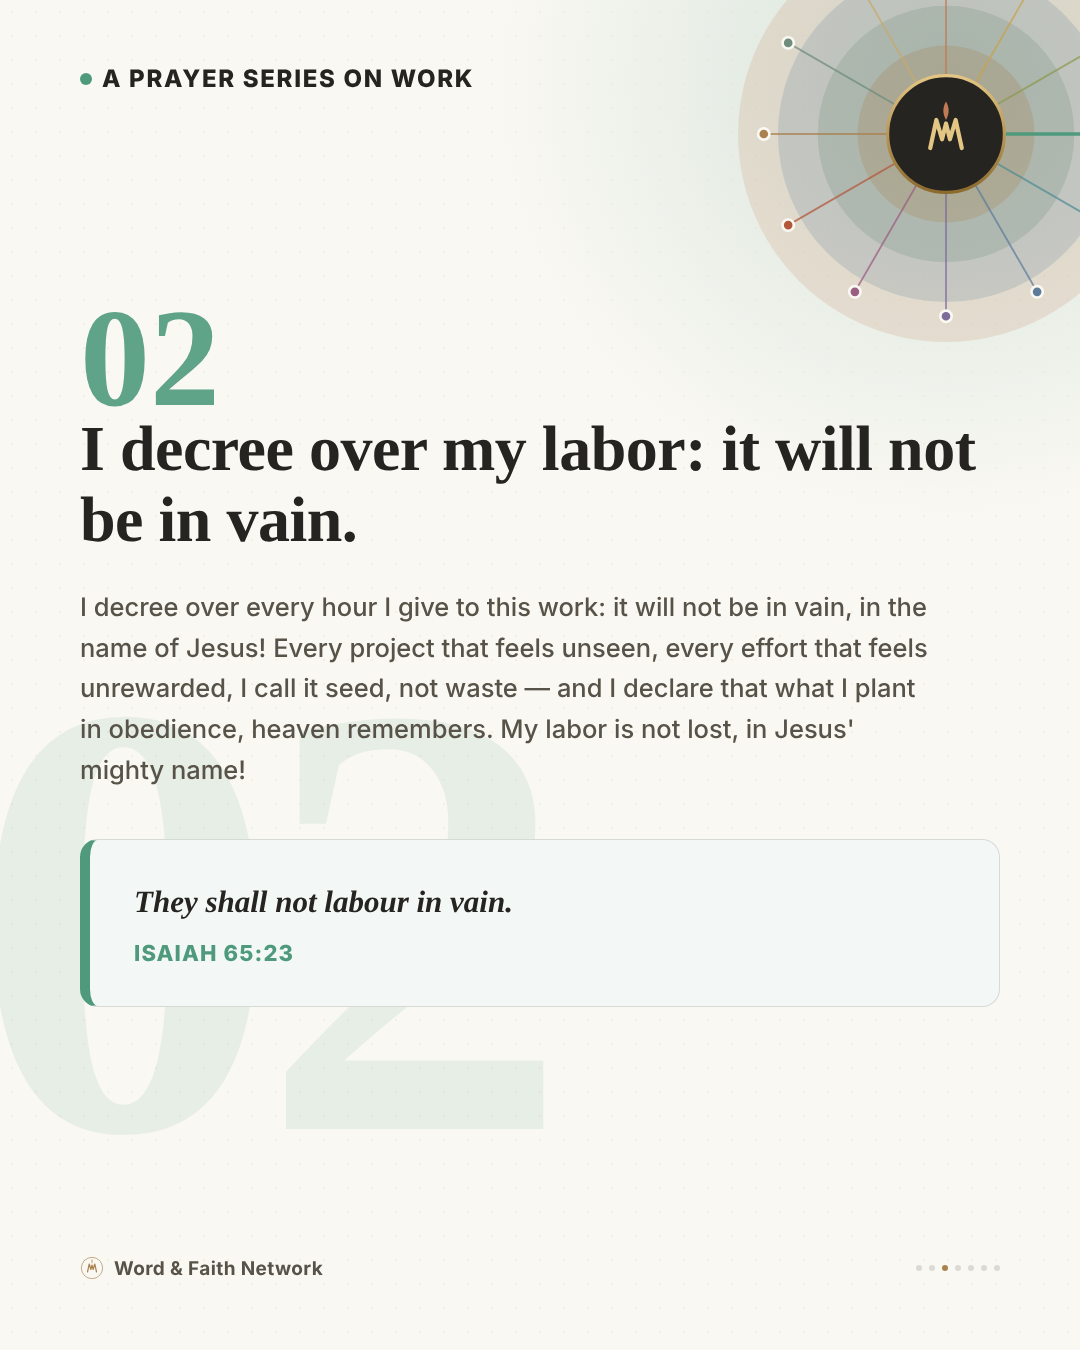 A PRAYER SERIES ON WORK
02
I decree over my labor: it will not
be in vain.
I decree over every hour I give to this work: it will not be in vain, in the
name of Jesus! Every project that feels unseen, every effort that feels
unrewarded, I call it seed, not waste — and I declare that what I plant
in obedience, heaven remembers. My labor is not lost, in Jesus'
mighty name!
02
They shall not labour in vain.
ISAIAH 65:23
Word & Faith Network